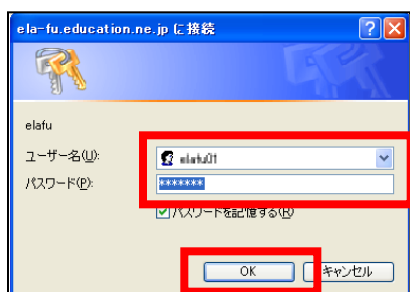 ela-fu.education.ne.jp に接続
elafu
ユーザー名(U):
elafu01
パスワード(P):
*******
パスワードを記憶する(R)
OK
キャンセル